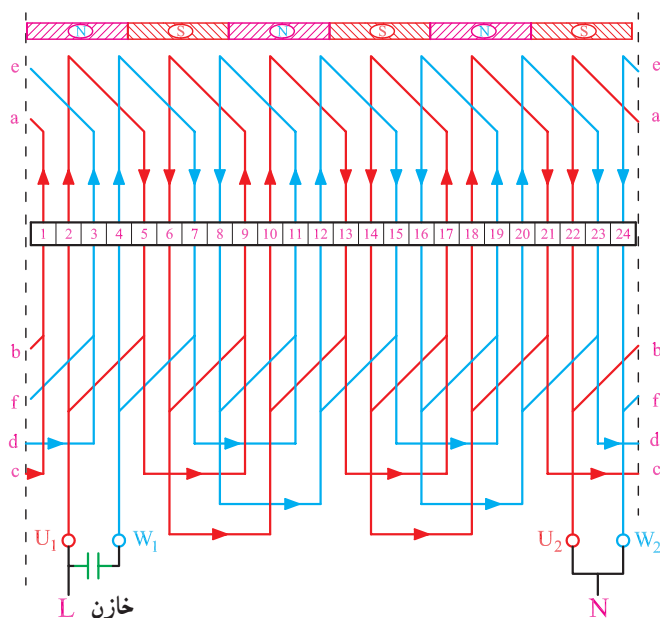 N S N S N S
e e
a a
1 2 3 4 5 6 7 8 9 10 11 12 13 14 15 16 17 18 19 20 21 22 23 24
b b
f f
d d
c c
U1 W1 U2 W2
L خازن N